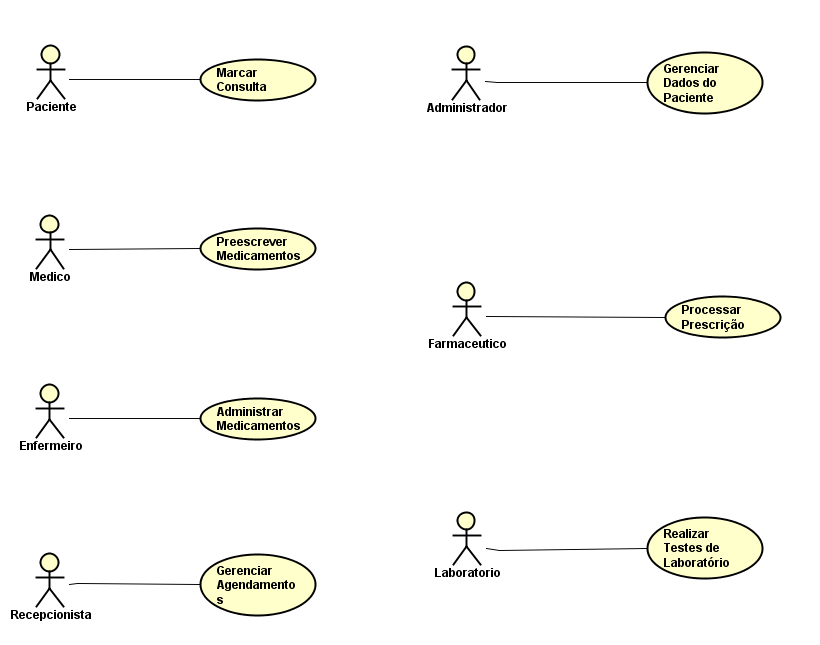 Paciente
Marcar
Consulta
Administrador
Gerenciar
Dados do
Paciente
Medico
Preescrever
Medicamentos
Farmaceutico
Processar
Prescrição
Enfermeiro
Administrar
Medicamentos
Recepcionista
Gerenciar
Agendamento
s
Laboratorio
Realizar
Testes de
Laboratório